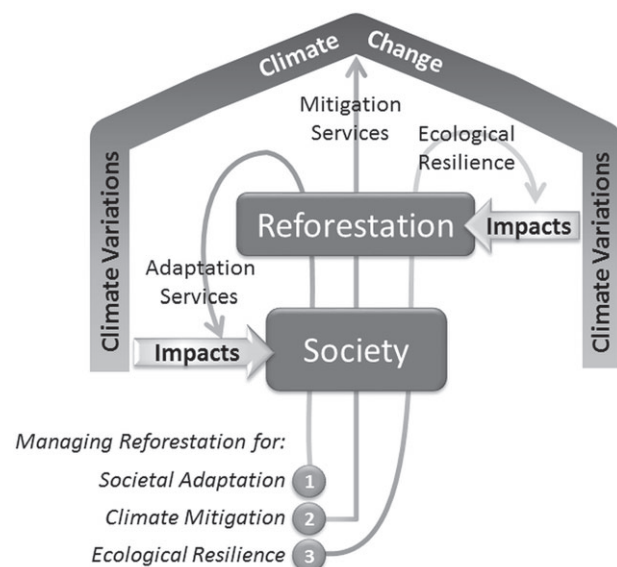 Climate Change
Mitigation
Services
Ecological
Resilience
Climate Variations
Reforestation
Impacts
Adaptation
Services
Climate Variations
Impacts
Society
Managing Reforestation for:
Societal Adaptation 1
Climate Mitigation 2
Ecological Resilience 3